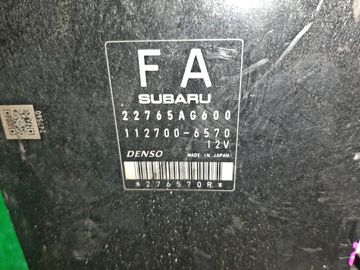 F A
SUBARU
22765AG600
112700-6570
12V
DENSO MADE IN JAPAN
*276570R*